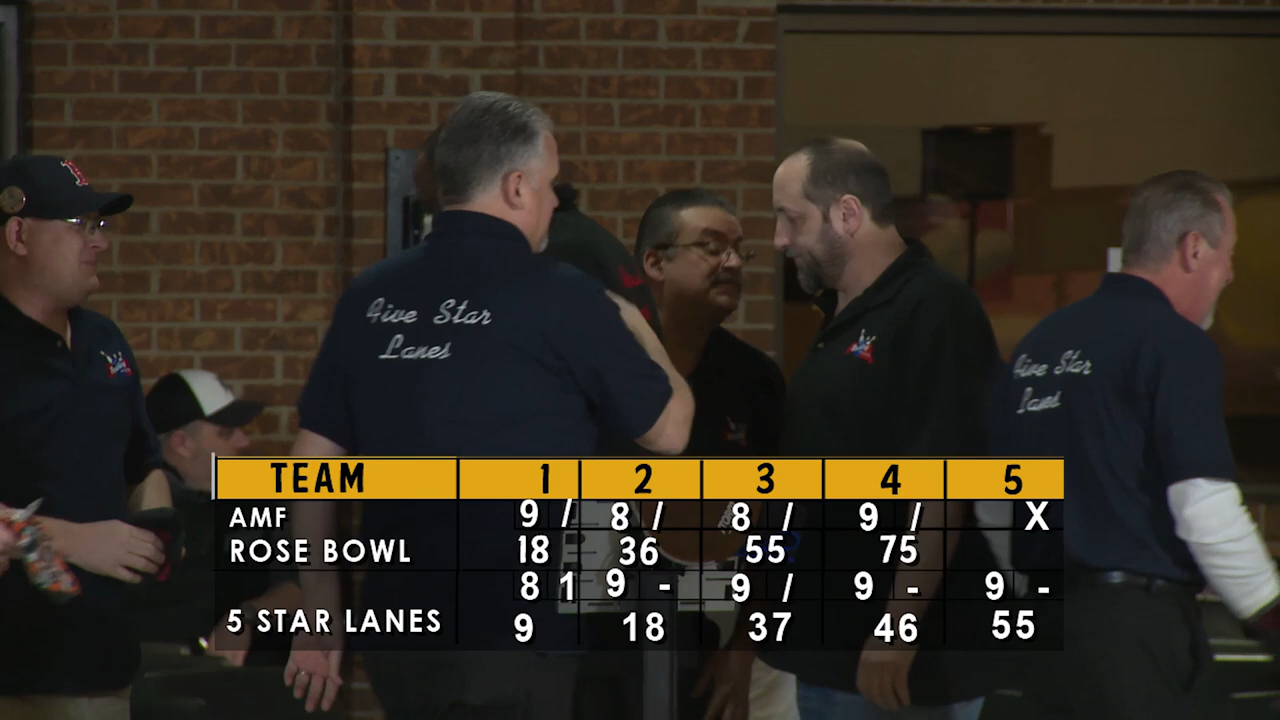 Five Star
Lanes
Five Star
Lanes
TEAM 1 2 3 4 5
AMF 9 / 8 / 8 / 9 / X
ROSE BOWL 18 36 55 75
8 1 9 - 9 / 9 - 9 -
5 STAR LANES 9 18 37 46 55